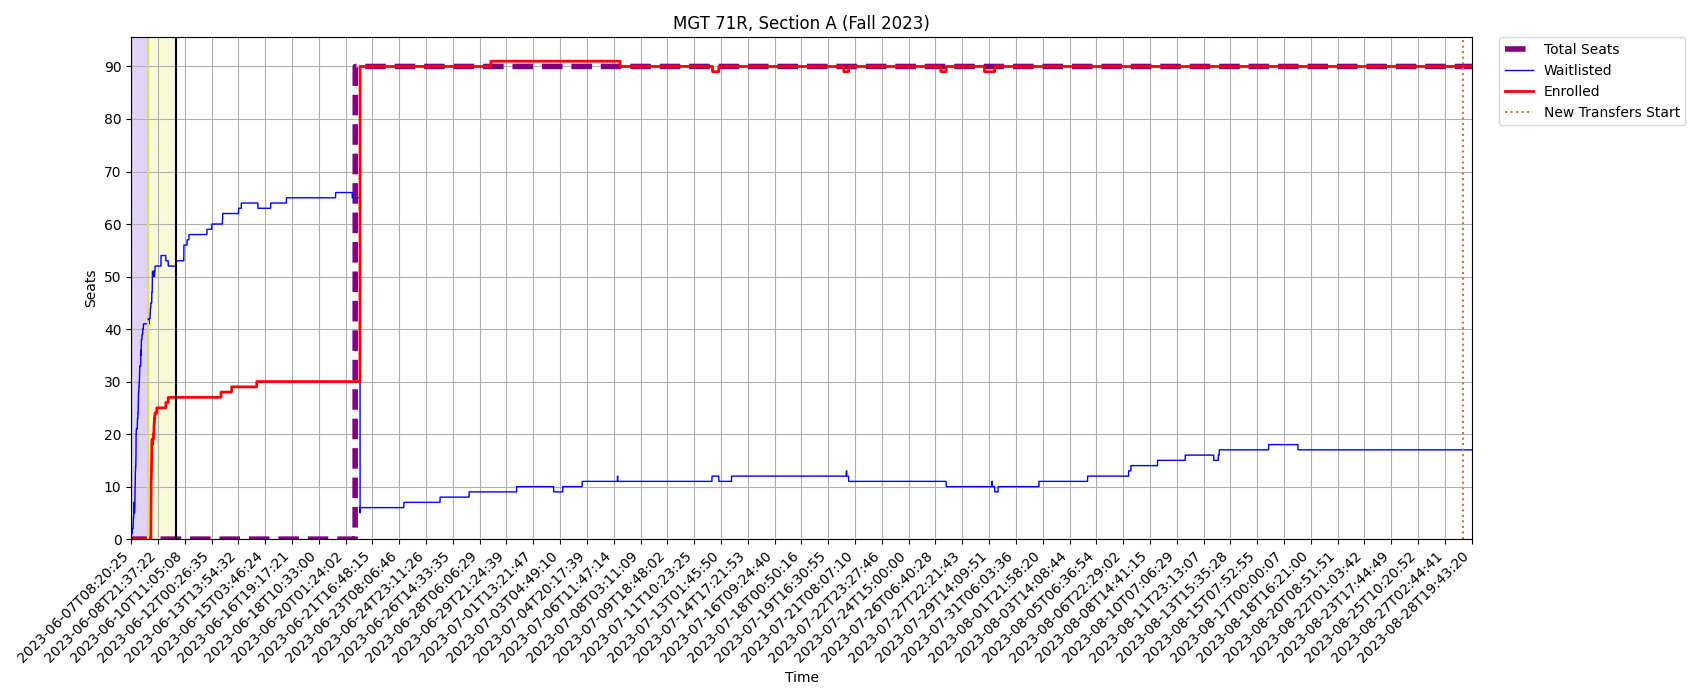 MGT 71R, Section A (Fall 2023)
Total Seats
Waitlisted
Enrolled
New Transfers Start
Seats
90
80
70
60
50
40
30
20
10
0
2023-06-07T08:20:25
2023-06-08T21:37:22
2023-06-10T11:05:08
2023-06-12T00:26:35
2023-06-13T13:54:32
2023-06-15T03:46:24
2023-06-16T19:17:21
2023-06-18T10:33:00
2023-06-20T01:24:02
2023-06-21T16:48:15
2023-06-23T08:06:46
2023-06-24T23:11:26
2023-06-26T14:33:35
2023-06-28T06:06:29
2023-06-29T21:24:39
2023-07-01T13:21:47
2023-07-03T04:49:10
2023-07-04T20:17:39
2023-07-06T11:47:14
2023-07-08T03:11:09
2023-07-09T18:48:02
2023-07-11T10:23:25
2023-07-13T01:45:50
2023-07-14T17:21:53
2023-07-16T09:24:40
2023-07-18T00:50:16
2023-07-19T16:30:55
2023-07-21T08:07:10
2023-07-22T23:27:46
2023-07-24T15:00:00
2023-07-26T06:40:28
2023-07-27T22:21:43
2023-07-29T14:09:51
2023-07-31T06:03:36
2023-08-01T21:58:20
2023-08-03T14:08:44
2023-08-05T06:36:54
2023-08-06T22:29:02
2023-08-08T14:41:15
2023-08-10T07:06:29
2023-08-11T23:13:07
2023-08-13T15:35:28
2023-08-15T07:52:55
2023-08-17T00:00:07
2023-08-18T16:21:00
2023-08-20T08:51:51
2023-08-22T01:03:42
2023-08-23T17:44:49
2023-08-25T10:20:52
2023-08-27T02:44:41
2023-08-28T19:43:20
Time